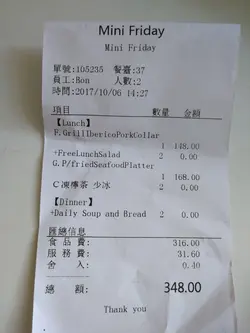 Mini Friday
Mini Friday
單號:105235 餐臺:37
員工:Ron 人數:2
時間:2017/10/06 14:27
項目 數量 金額
【Lunch】
F.GrillIbericoPorkCollar
1 148.00
+FreeLunchSalad 2 0.00
G.P/friedSeafoodPlatter
1 168.00
C凍檸茶 少冰 2 0.00
【Dinner】
+Daily Soup and Bread 2 0.00
匯總信息
食品費: 316.00
服務費: 31.60
舍入: 0.40
總額: 348.00
Thank you